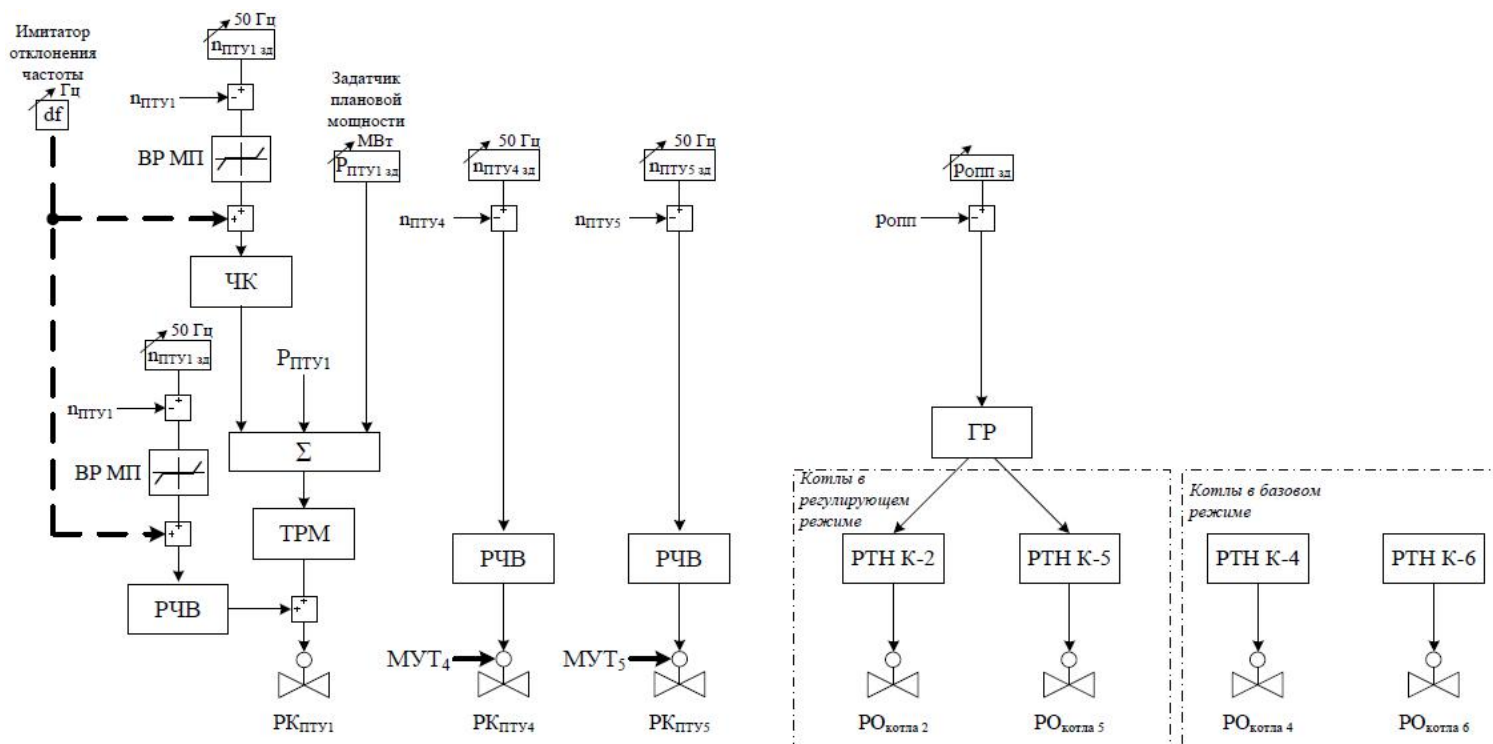 Имитатор
отклонения
частоты
Гц
df
50 Гц
nПТУ1 зд
nПТУ1
- +
ВР МП
+ +
ЧК
Задатчик
плановой
мощности
МВт
PПТУ1 зд
50 Гц
nПТУ1 зд
nПТУ1
- +
ВР МП
+ +
РЧВ
PПТУ1
Σ
ТРМ
+ +
РКПТУ1
50 Гц
nПТУ4 зд
nПТУ4
- +
РЧВ
МУТ4
РКПТУ4
50 Гц
nПТУ5 зд
nПТУ5
- +
РЧВ
МУТ5
РКПТУ5
pОПП зд
pОПП
- +
ГР
Котлы в
регулирующем
режиме
РТН К-2
РТН К-5
РОкотла 2
РОкотла 5
Котлы в базовом
режиме
РТН К-4
РТН К-6
РОкотла 4
РОкотла 6